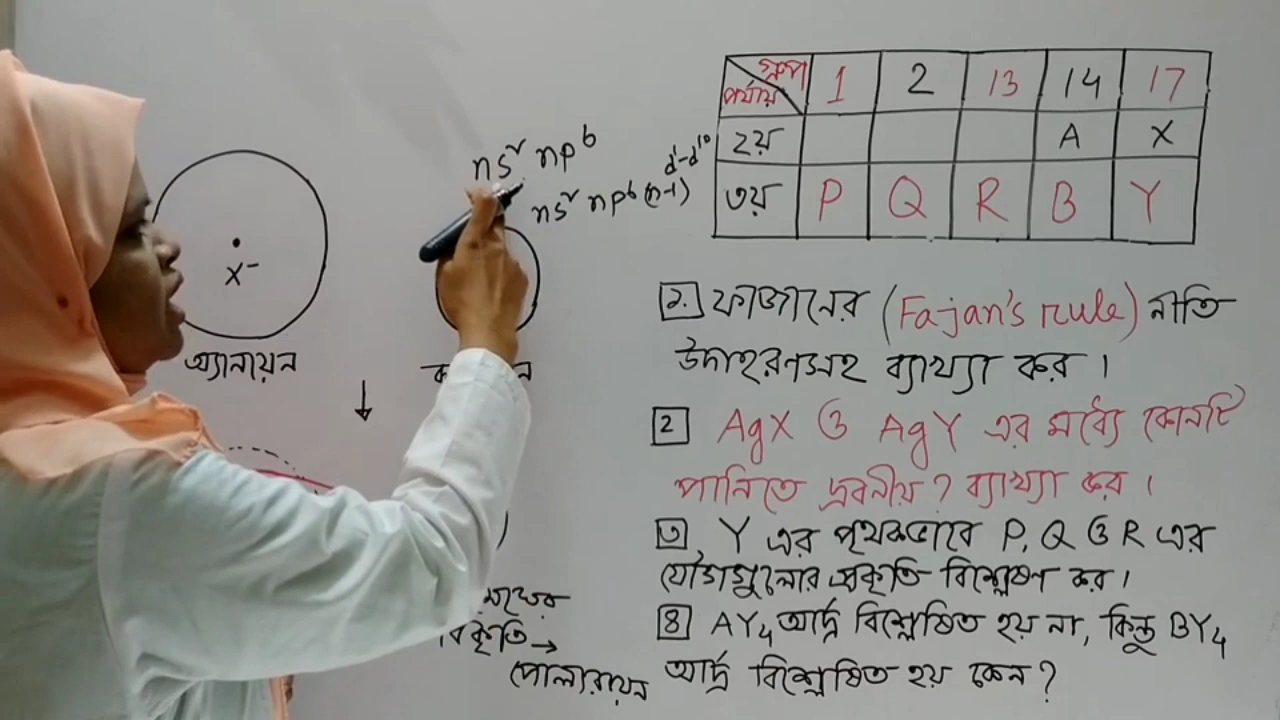 ns² np⁶
ns² np⁶ (n-1) d¹-d¹⁰
x⁻
অ্যানায়ন
বিকৃতি →
পোলারায়ন
গ্রুপ
পর্যায় 1 2 13 14 17
২য় A X
৩য় P Q R B Y
১. ফাজানের (Fajan's rule) নীতি
উদাহরণসহ ব্যাখ্যা কর।
2 AgX ও AgY এর মধ্যে কোনটি
পানিতে দ্রবনীয়? ব্যাখ্যা কর।
৩ Y এর পৃথকভাবে P, Q ও R এর
যৌগগুলোর প্রকৃতি বিশ্লেষণ কর।
৪ AY₄ আর্দ্র বিশ্লেষিত হয় না, কিন্তু BY₄
আর্দ্র বিশ্লেষিত হয় কেন?